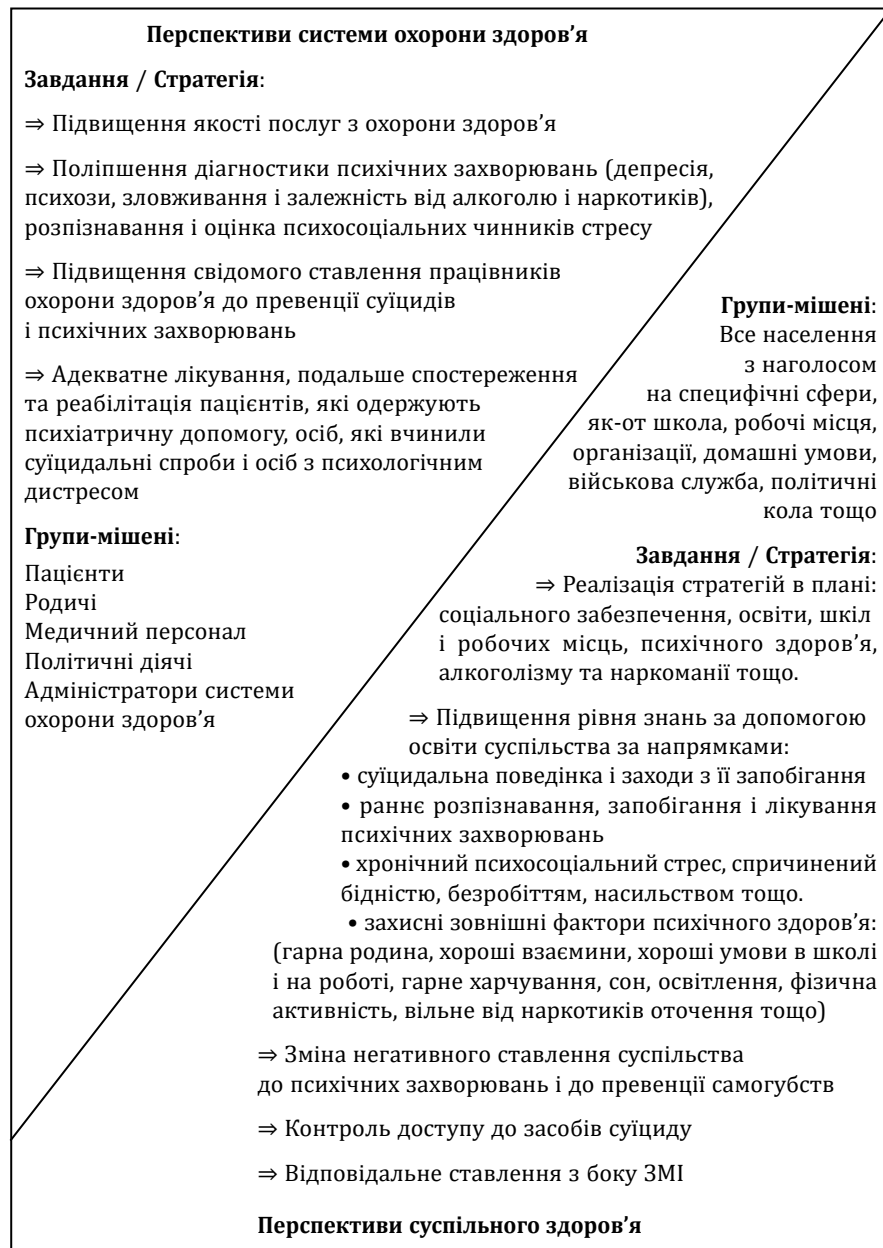 Перспективи системи охорони здоров’я
Завдання / Стратегія:
⇒ Підвищення якості послуг з охорони здоров’я
⇒ Поліпшення діагностики психічних захворювань (депресія,
психози, зловживання і залежність від алкоголю і наркотиків),
розпізнавання і оцінка психосоціальних чинників стресу
⇒ Підвищення свідомого ставлення працівників
охорони здоров’я до превенції суїцидів
і психічних захворювань
⇒ Адекватне лікування, подальше спостереження
та реабілітація пацієнтів, які одержують
психіатричну допомогу, осіб, які вчинили
суїцидальні спроби і осіб з психологічним
дистресом
Групи-мішені:
Пацієнти
Родичі
Медичний персонал
Політичні діячі
Адміністратори системи
охорони здоров’я
Групи-мішені:
Все населення
з наголосом
на специфічні сфери,
як-от школа, робочі місця,
організації, домашні умови,
військова служба, політичні
кола тощо
Завдання / Стратегія:
⇒ Реалізація стратегій в плані:
соціального забезпечення, освіти, шкіл
і робочих місць, психічного здоров’я,
алкоголізму та наркоманії тощо.
⇒ Підвищення рівня знань за допомогою
освіти суспільства за напрямками:
• суїцидальна поведінка і заходи з її запобігання
• раннє розпізнавання, запобігання і лікування
психічних захворювань
• хронічний психосоціальний стрес, спричинений
бідністю, безробіттям, насильством тощо.
• захисні зовнішні фактори психічного здоров’я:
(гарна родина, хороші взаємини, хороші умови в школі
і на роботі, гарне харчування, сон, освітлення, фізична
активність, вільне від наркотиків оточення тощо)
⇒ Зміна негативного ставлення суспільства
до психічних захворювань і до превенції самогубств
⇒ Контроль доступу до засобів суїциду
⇒ Відповідальне ставлення з боку ЗМІ
Перспективи суспільного здоров’я